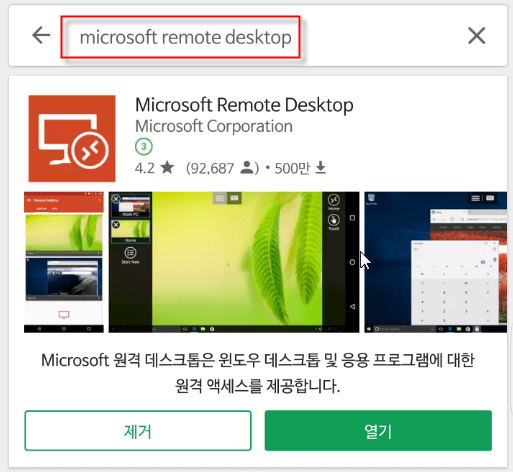 microsoft remote desktop
Microsoft Remote Desktop
Microsoft Corporation
3
4.2 ★ (92,687 ) • 500만
Remote Desktop
Work PC
Home
Start New
Home
Touch
Microsoft 원격 데스크톱은 윈도우 데스크톱 및 응용 프로그램에 대한
원격 액세스를 제공합니다.
제거
열기